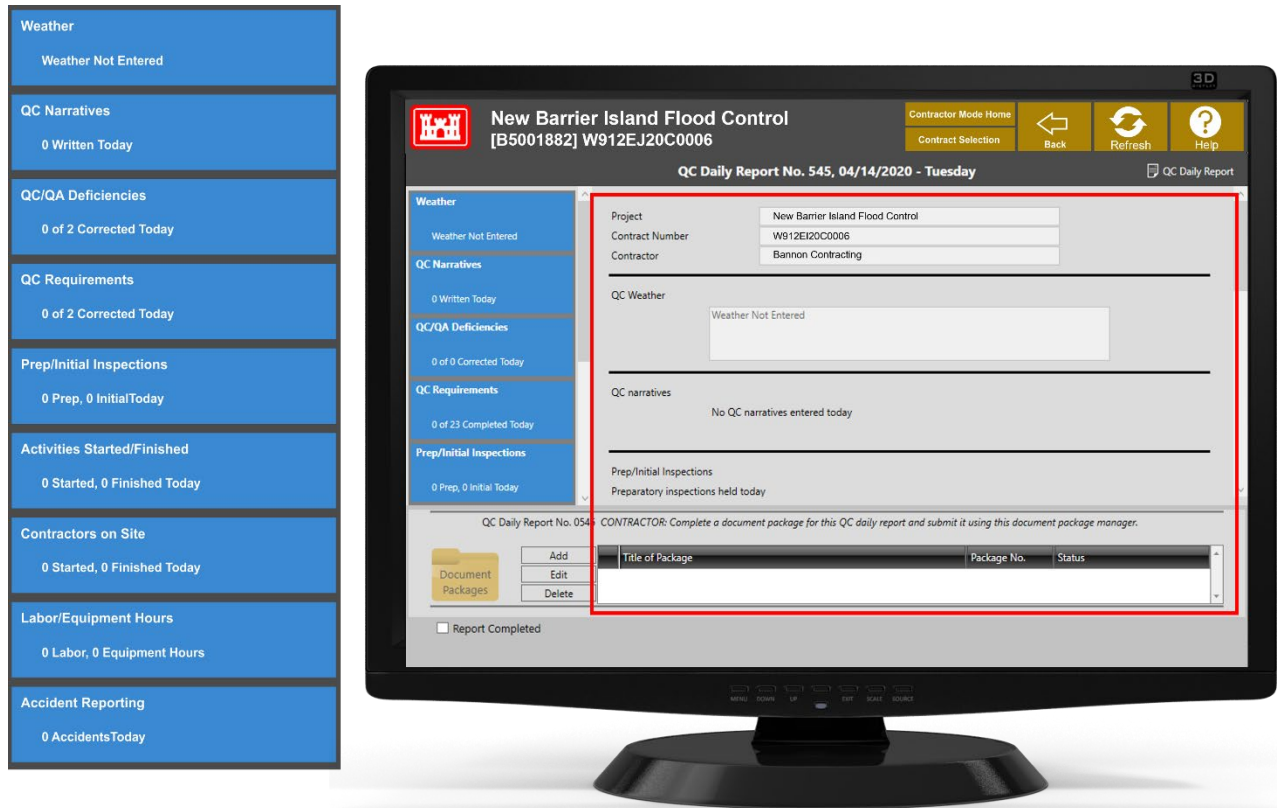 Weather
Weather Not Entered
QC Narratives
0 Written Today
QC/QA Deficiencies
0 of 2 Corrected Today
QC Requirements
0 of 2 Corrected Today
Prep/Initial Inspections
0 Prep, 0 InitialToday
Activities Started/Finished
0 Started, 0 Finished Today
Contractors on Site
0 Started, 0 Finished Today
Labor/Equipment Hours
0 Labor, 0 Equipment Hours
Accident Reporting
0 AccidentsToday
3D
New Barrier Island Flood Control
[B5001882] W912EJ20C0006
Contractor Mode Home
Contract Selection
Back
Refresh
Help
QC Daily Report No. 545, 04/14/2020 - Tuesday
QC Daily Report
Weather
Weather Not Entered
QC Narratives
0 Written Today
QC/QA Deficiencies
0 of 0 Corrected Today
QC Requirements
0 of 23 Completed Today
Prep/Initial Inspections
0 Prep, 0 Initial Today
Project New Barrier Island Flood Control
Contract Number W912EI20C0006
Contractor Bannon Contracting
QC Weather
Weather Not Entered
QC narratives
No QC narratives entered today
Prep/Initial Inspections
Preparatory inspections held today
QC Daily Report No. 0545 CONTRACTOR: Complete a document package for this QC daily report and submit it using this document package manager.
Document
Packages
Add
Edit
Delete
Title of Package Package No. Status
Report Completed
MENU DOWN UP EXIT SCALE SOURCE